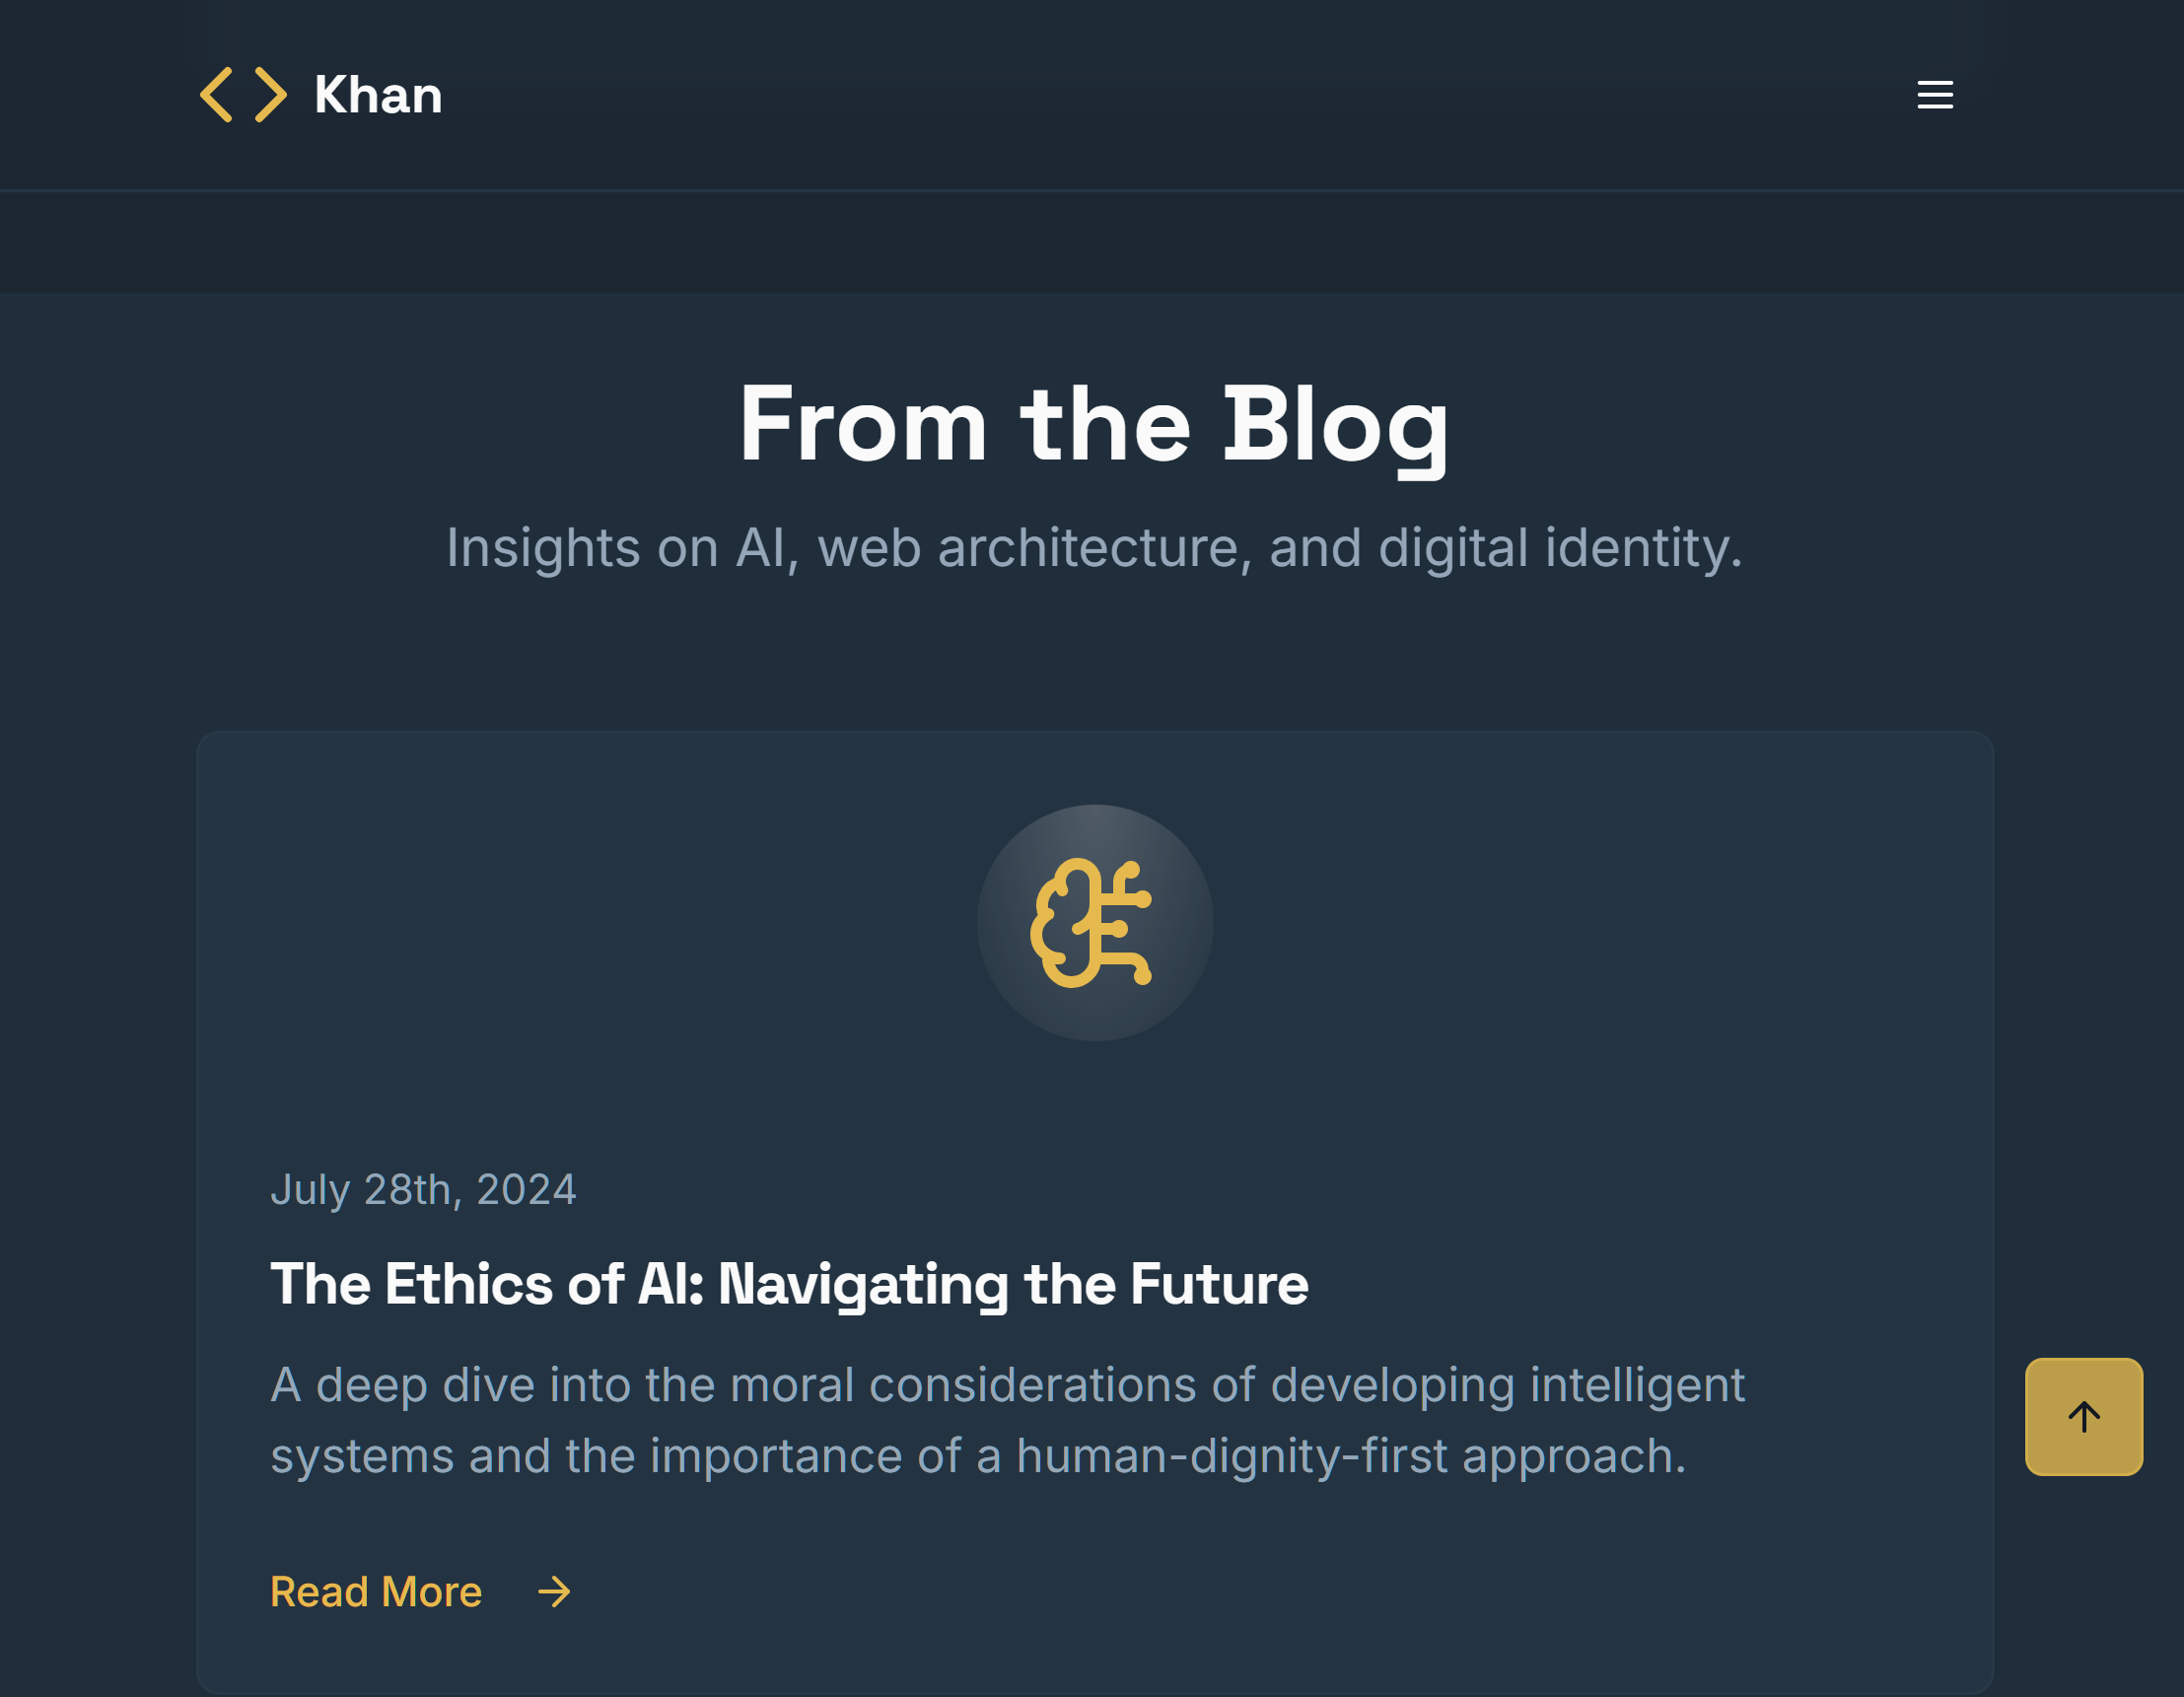 Khan
From the Blog
Insights on AI, web architecture, and digital identity.
July 28th, 2024
The Ethics of AI: Navigating the Future
A deep dive into the moral considerations of developing intelligent
systems and the importance of a human-dignity-first approach.
Read More